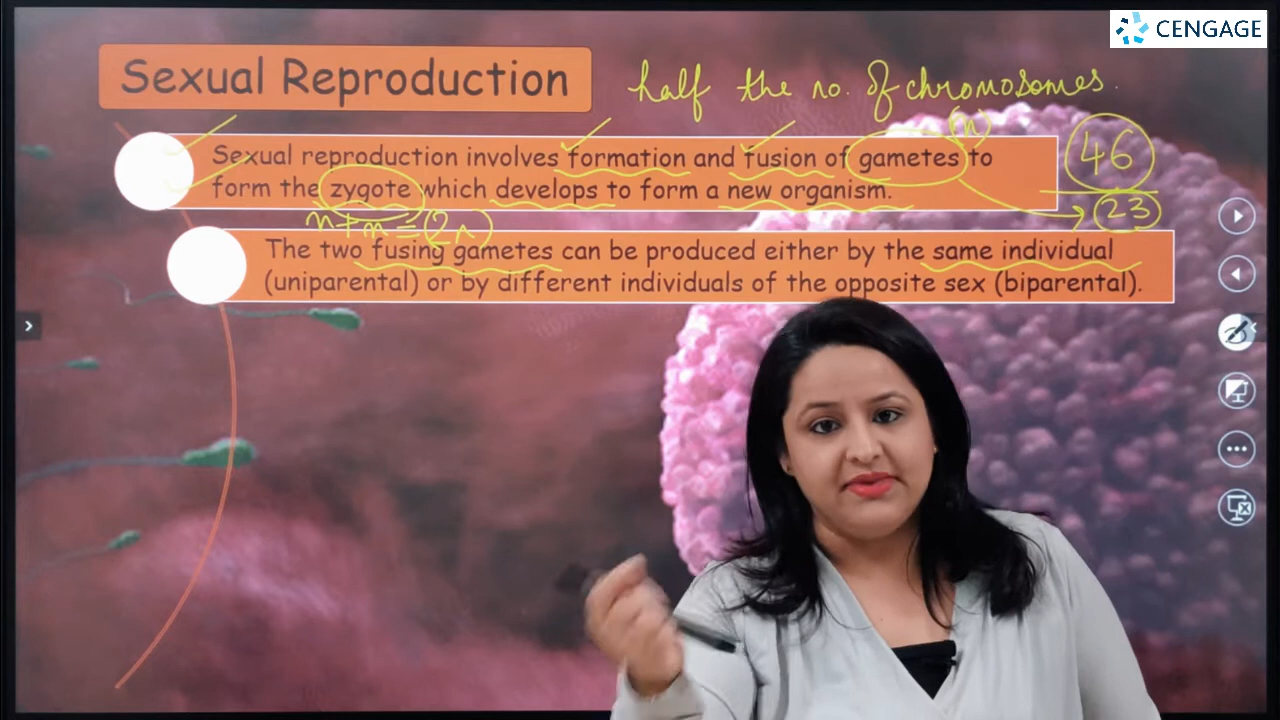 CENGAGE
Sexual Reproduction
half the no. of chromosomes.
(n)
Sexual reproduction involves formation and fusion of gametes to
form the zygote which develops to form a new organism.
46
23
n+n=(2n)
The two fusing gametes can be produced either by the same individual
(uniparental) or by different individuals of the opposite sex (biparental).